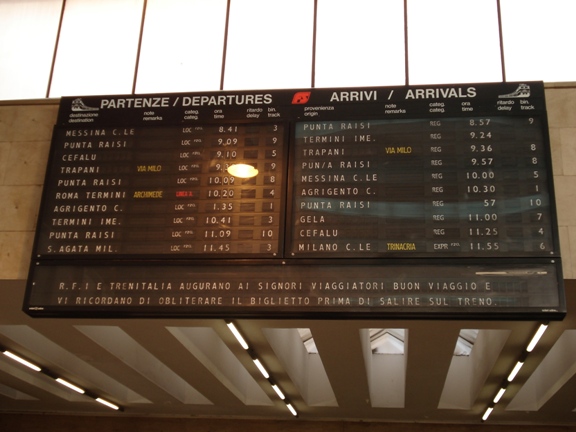 PARTENZE / DEPARTURES
destinazione destination note remarks categ. categ. ora time ritardo delay bin. track
MESSINA C.LE LOC 8.41 3
PUNTA RAISI LOC 9.09 9
CEFALU LOC 9.10 5
TRAPANI VIA MILO LOC 8
PUNTA RAISI LOC 10.09 8
ROMA TERMINI ARCHIMEDE 10.20 4
AGRIGENTO C. LOC 1.35 1
TERMINI IME. LOC 10.41 3
PUNTA RAISI LOC 11.09 10
S.AGATA MIL. LOC 11.45 3
ARRIVI / ARRIVALS
provenienza origin note remarks categ. categ. ora time ritardo delay bin. track
PUNTA RAISI REG 8.57 9
TERMINI IME. REG 9.24
TRAPANI VIA MILO REG 9.36 8
PUN/A RAISI REG 9.57 8
MESSINA C.LE REG 10.00 5
AGRIGENTO C. REG 10.30 1
PUNTA RAISI REG 57 10
GELA REG 11.00 7
CEFALU REG 11.25 4
MILANO C.LE TRINACRIA EXPR 11.55 6
R.F.I E TRENITALIA AUGURANO AI SIGNORI VIAGGIATORI BUON VIAGGIO E
VI RICORDANO DI OBLITERARE IL BIGLIETTO PRIMA DI SALIRE SUL TRENO.